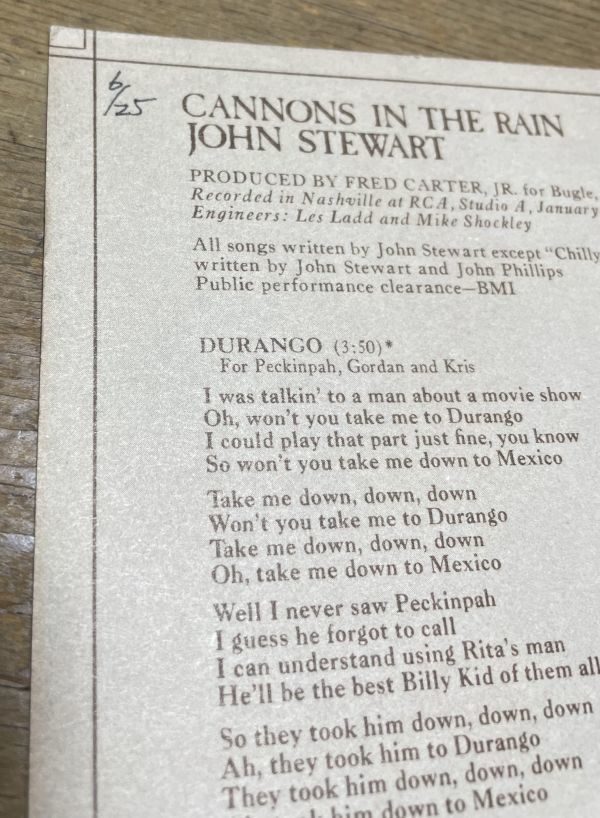 6/25
CANNONS IN THE RAIN
JOHN STEWART
PRODUCED BY FRED CARTER, JR. for Bugle,
Recorded in Nashville at RCA, Studio A, January
Engineers: Les Ladd and Mike Shockley
All songs written by John Stewart except "Chilly
written by John Stewart and John Phillips
Public performance clearance—BMI
DURANGO (3:50)*
For Peckinpah, Gordan and Kris
I was talkin' to a man about a movie show
Oh, won't you take me to Durango
I could play that part just fine, you know
So won't you take me down to Mexico
Take me down, down, down
Won't you take me to Durango
Take me down, down, down
Oh, take me down to Mexico
Well I never saw Peckinpah
I guess he forgot to call
I can understand using Rita's man
He'll be the best Billy Kid of them all
So they took him down, down, down
Ah, they took him to Durango
They took him down, down, down
him down to Mexico